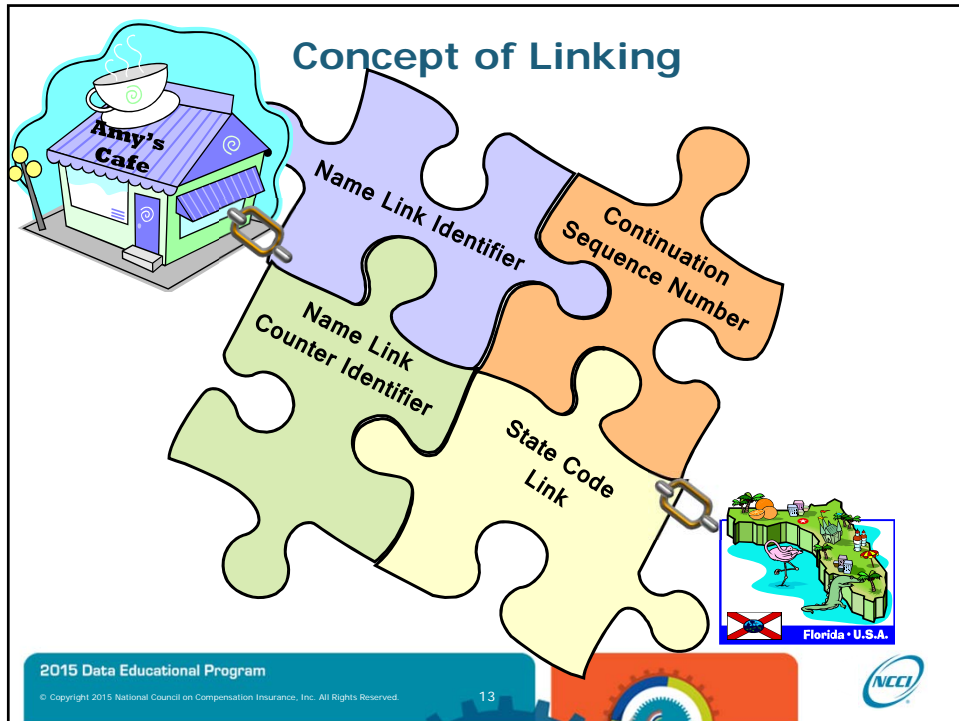 Concept of Linking
Amy's
Cafe
Name Link Identifier
Continuation
Sequence Number
Name Link
Counter Identifier
State Code
Link
Florida • U.S.A.
2015 Data Educational Program
© Copyright 2015 National Council on Compensation Insurance, Inc. All Rights Reserved.
13
NCCI